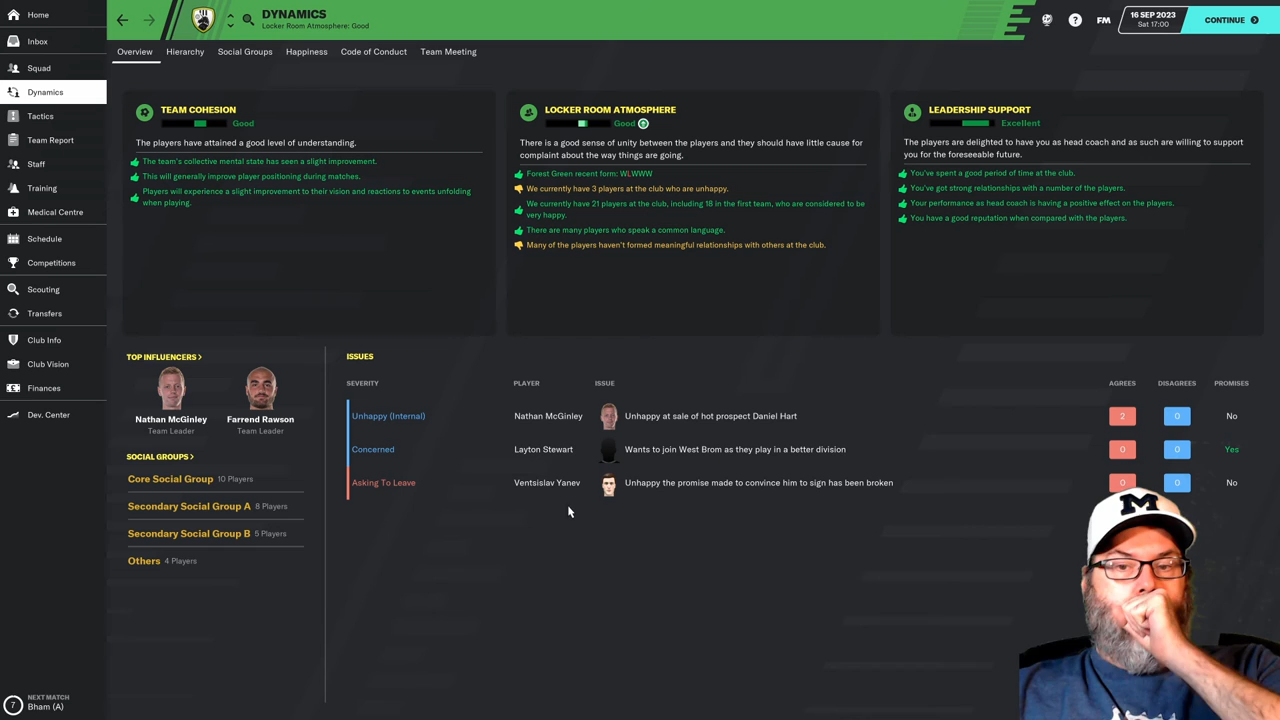 Home
Inbox
Squad
Dynamics
Tactics
Team Report
Staff
Training
Medical Centre
Schedule
Competitions
Scouting
Transfers
Club Info
Club Vision
Finances
Dev. Center
7
NEXT MATCH
Bham (A)
DYNAMICS
Locker Room Atmosphere: Good
?
FM
16 SEP 2023
Sat 17:00
CONTINUE
Overview Hierarchy Social Groups Happiness Code of Conduct Team Meeting
TEAM COHESION
Good
The players have attained a good level of understanding.
The team's collective mental state has seen a slight improvement.
This will generally improve player positioning during matches.
Players will experience a slight improvement to their vision and reactions to events unfolding
when playing.
LOCKER ROOM ATMOSPHERE
Good
There is a good sense of unity between the players and they should have little cause for
complaint about the way things are going.
Forest Green recent form: WLWWW
We currently have 3 players at the club who are unhappy.
We currently have 21 players at the club, including 18 in the first team, who are considered to be
very happy.
There are many players who speak a common language.
Many of the players haven't formed meaningful relationships with others at the club.
LEADERSHIP SUPPORT
Excellent
The players are delighted to have you as head coach and as such are willing to support
you for the foreseeable future.
You've spent a good period of time at the club.
You've got strong relationships with a number of the players.
Your performance as head coach is having a positive effect on the players.
You have a good reputation when compared with the players.
TOP INFLUENCERS >
Nathan McGinley
Team Leader
Farrend Rawson
Team Leader
SOCIAL GROUPS >
Core Social Group 10 Players
Secondary Social Group A 8 Players
Secondary Social Group B 5 Players
Others 4 Players
ISSUES
SEVERITY PLAYER ISSUE AGREES DISAGREES PROMISES
Unhappy (Internal) Nathan McGinley Unhappy at sale of hot prospect Daniel Hart 2 0 No
Concerned Layton Stewart Wants to join West Brom as they play in a better division 0 0 Yes
Asking To Leave Ventsislav Yanev Unhappy the promise made to convince him to sign has been broken 0 0 No
M